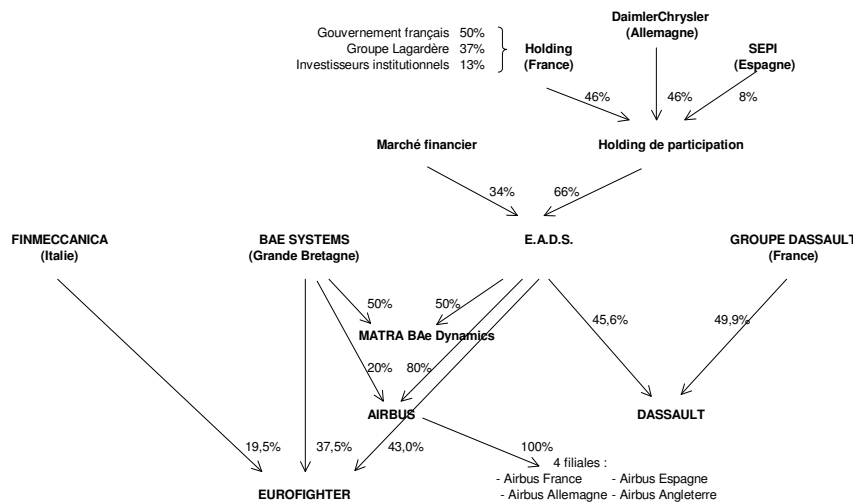 DaimlerChrysler
(Allemagne)
Gouvernement français 50%
Groupe Lagardère 37%
Investisseurs institutionnels 13%
Holding
(France)
SEPI
(Espagne)
46%
46%
8%
Marché financier
Holding de participation
34%
66%
FINMECCANICA
(Italie)
BAE SYSTEMS
(Grande Bretagne)
E.A.D.S.
GROUPE DASSAULT
(France)
50%
50%
45,6%
49,9%
MATRA BAe Dynamics
20%
80%
AIRBUS
DASSAULT
19,5%
37,5%
43,0%
100%
4 filiales :
- Airbus France - Airbus Espagne
- Airbus Allemagne - Airbus Angleterre
EUROFIGHTER